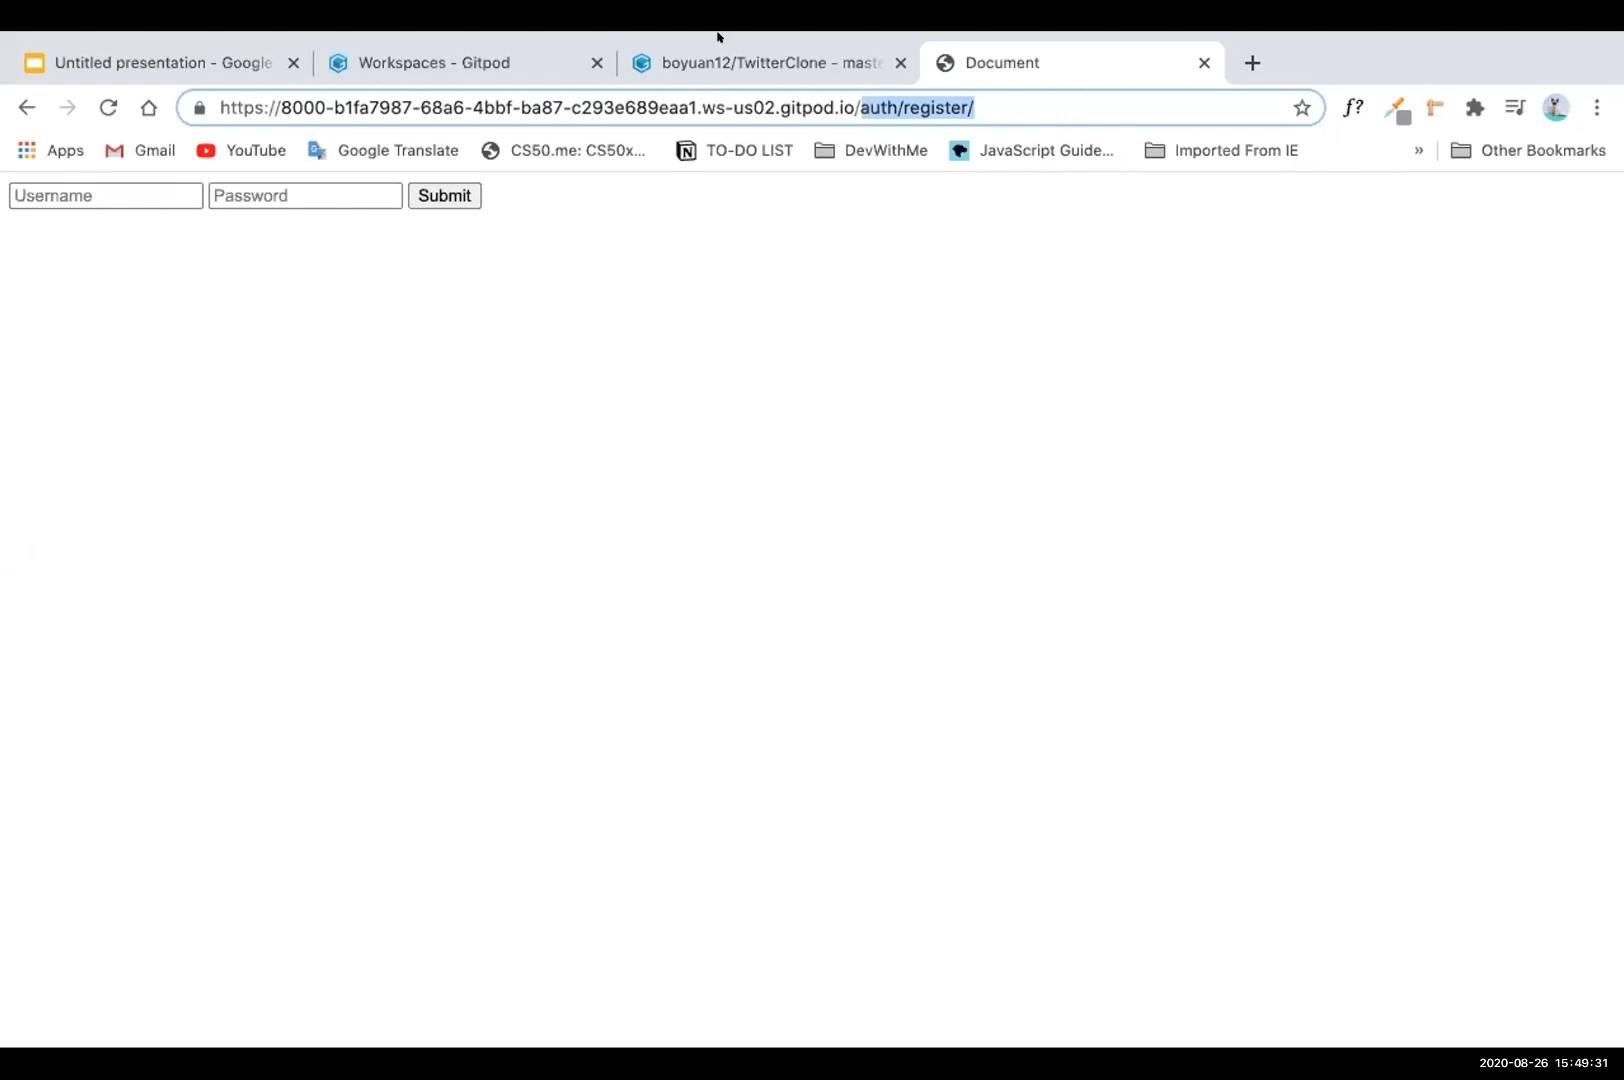 Untitled presentation - Google
Workspaces - Gitpod
boyuan12/TwitterClone - maste
Document
https://8000-b1fa7987-68a6-4bbf-ba87-c293e689eaa1.ws-us02.gitpod.io/auth/register/
f?
Apps
Gmail
YouTube
Google Translate
CS50.me: CS50x...
TO-DO LIST
DevWithMe
JavaScript Guide...
Imported From IE
»
Other Bookmarks
Username
Password
Submit
2020-08-26 15:49:31